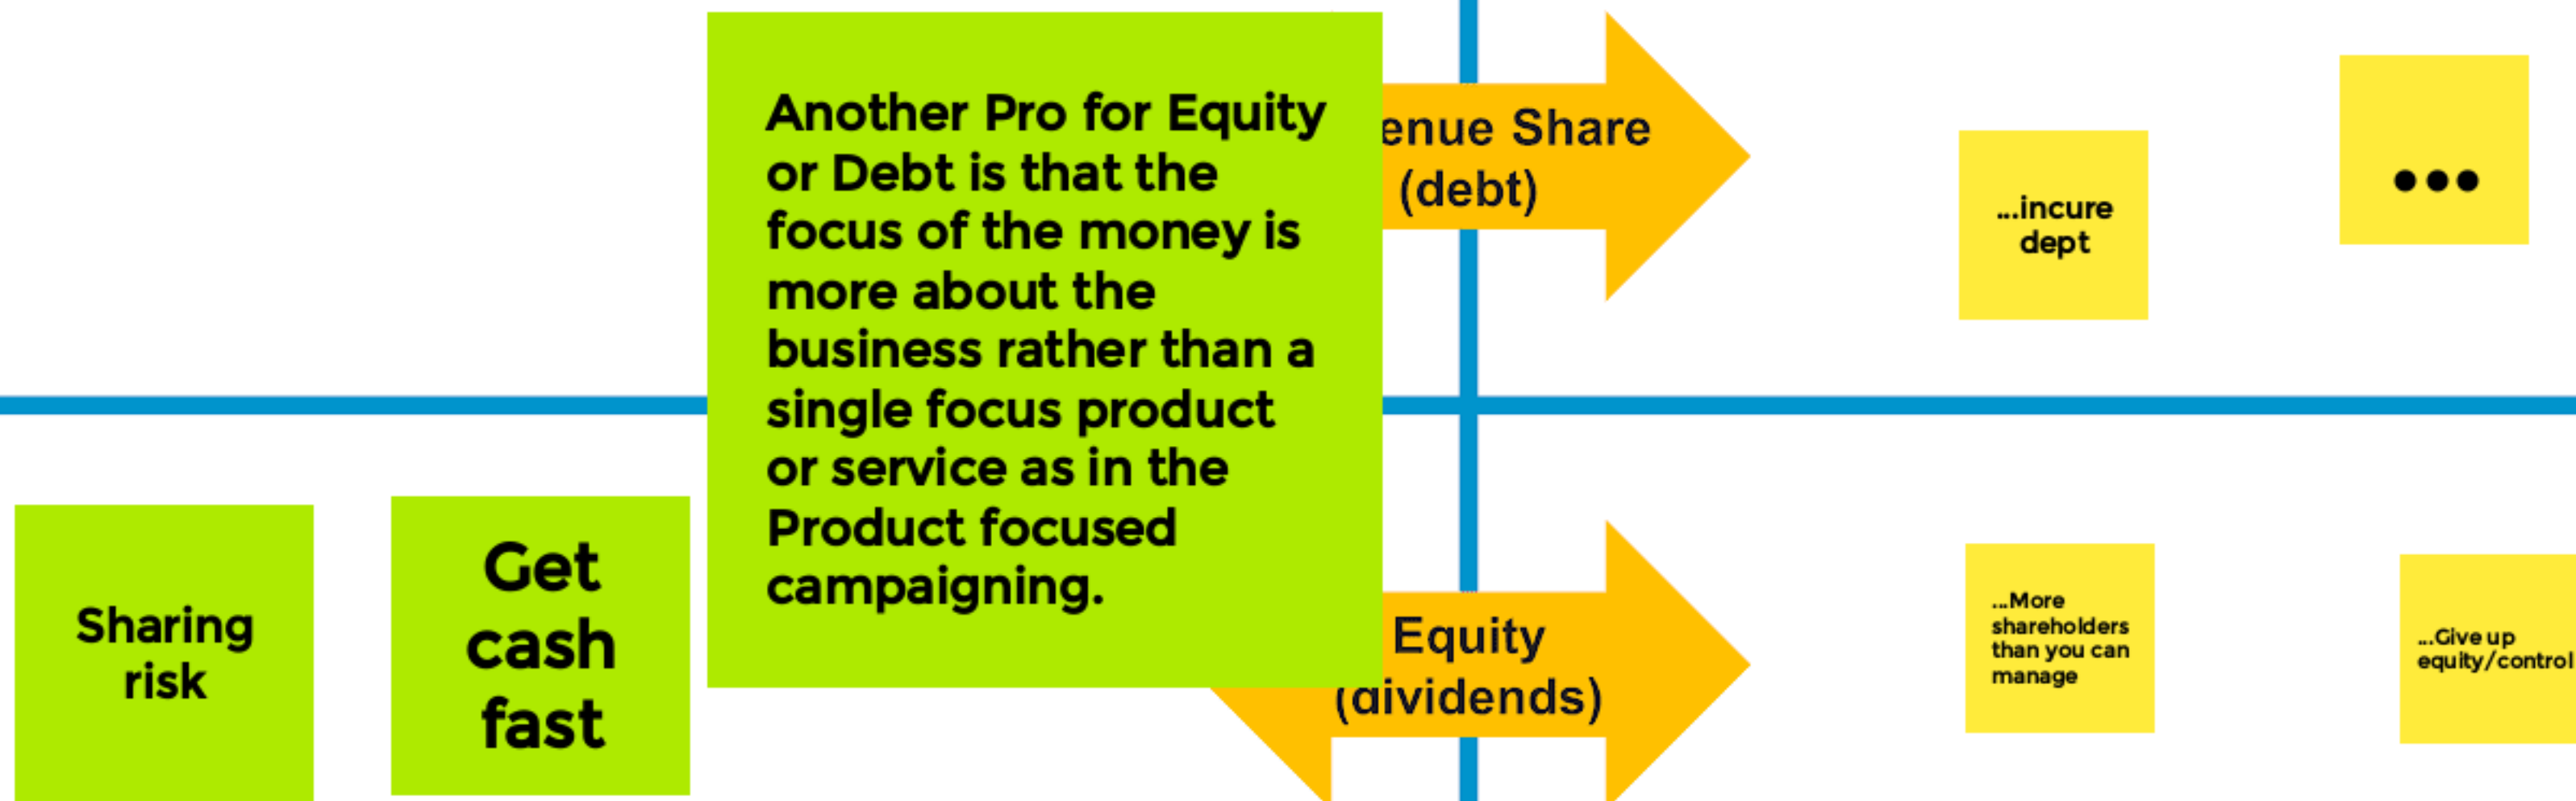 Another Pro for Equity
or Debt is that the
focus of the money is
more about the
business rather than a
single focus product
or service as in the
Product focused
campaigning.
enue Share
(debt)
...incure
dept
...
Sharing
risk
Get
cash
fast
Equity
(dividends)
...More
shareholders
than you can
manage
...Give up
equity/control